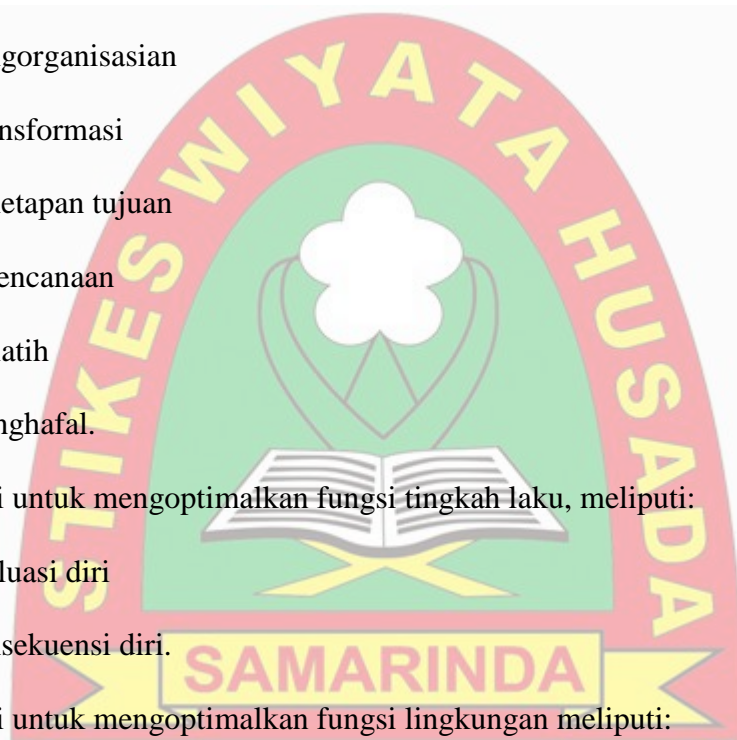 gorganisasian
nsformasi
etapan tujuan
encanaan
atih
nghafal.
i untuk mengoptimalkan fungsi tingkah laku, meliputi:
luasi diri
sekuensi diri.
i untuk mengoptimalkan fungsi lingkungan meliputi:
STIKES WIYATA HUSADA
SAMARINDA